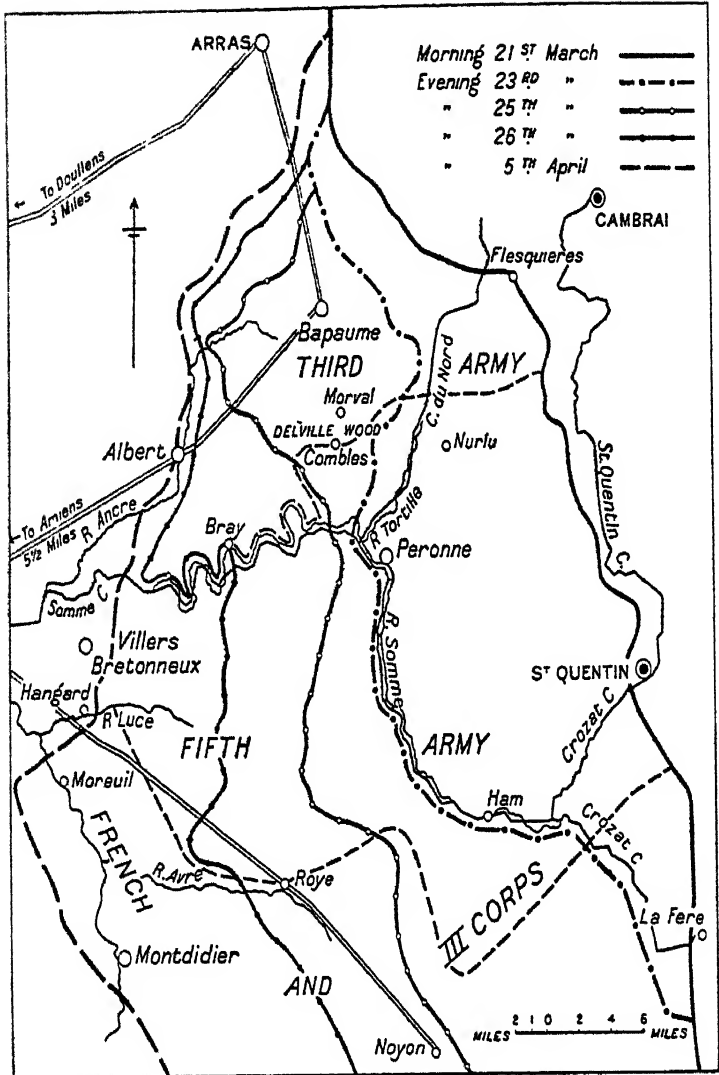 ARRAS
Morning 21ST March
Evening 23RD "
" 25TH "
" 26TH "
" 5TH April
To Doullens
3 Miles
CAMBRAI
Flesquieres
Bapaume
THIRD
ARMY
C. du Nord
Morval
DELVILLE WOOD
Combles
Nurlu
St. Quentin C.
Albert
To Amiens
5½ Miles
R. Ancre
Bray
R Tortille
Peronne
Somme C
Villers
Bretonneux
R. Somme
ST QUENTIN
Hangard
R Luce
Crozat C
FIFTH
ARMY
Moreuil
Ham
Crozat C
FRENCH
R. Avre
Roye
III CORPS
La Fere
Montdidier
AND
2 1 0 2 4 6
MILES MILES
Noyon